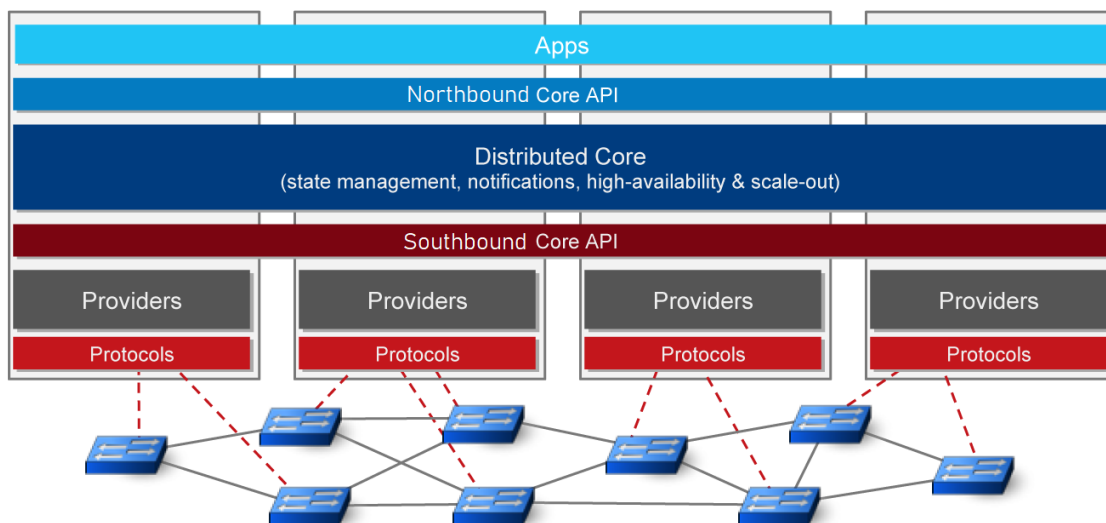 Apps
Northbound Core API
Distributed Core
(state management, notifications, high-availability & scale-out)
Southbound Core API
Providers Providers Providers Providers
Protocols Protocols Protocols Protocols